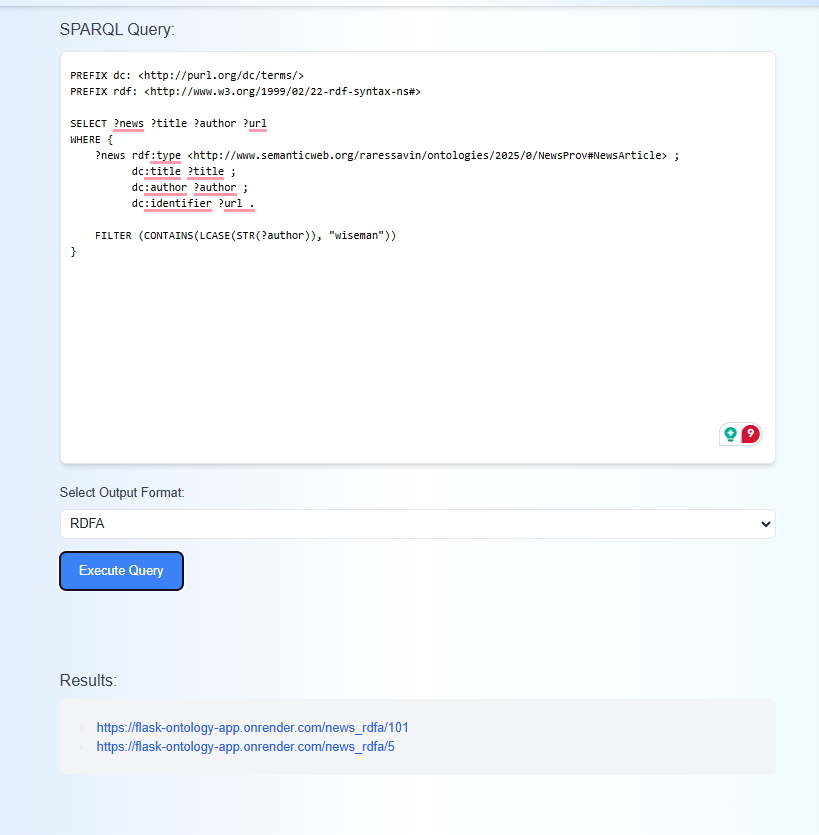 SPARQL Query:
PREFIX dc: <http://purl.org/dc/terms/>
PREFIX rdf: <http://www.w3.org/1999/02/22-rdf-syntax-ns#>
SELECT ?news ?title ?author ?url
WHERE {
?news rdf:type <http://www.semanticweb.org/raressavin/ontologies/2025/0/NewsProv#NewsArticle> ;
dc:title ?title ;
dc:author ?author ;
dc:identifier ?url .
FILTER (CONTAINS(LCASE(STR(?author)), "wiseman"))
}
9
Select Output Format:
RDFA
Execute Query
Results:
https://flask-ontology-app.onrender.com/news_rdfa/101
https://flask-ontology-app.onrender.com/news_rdfa/5